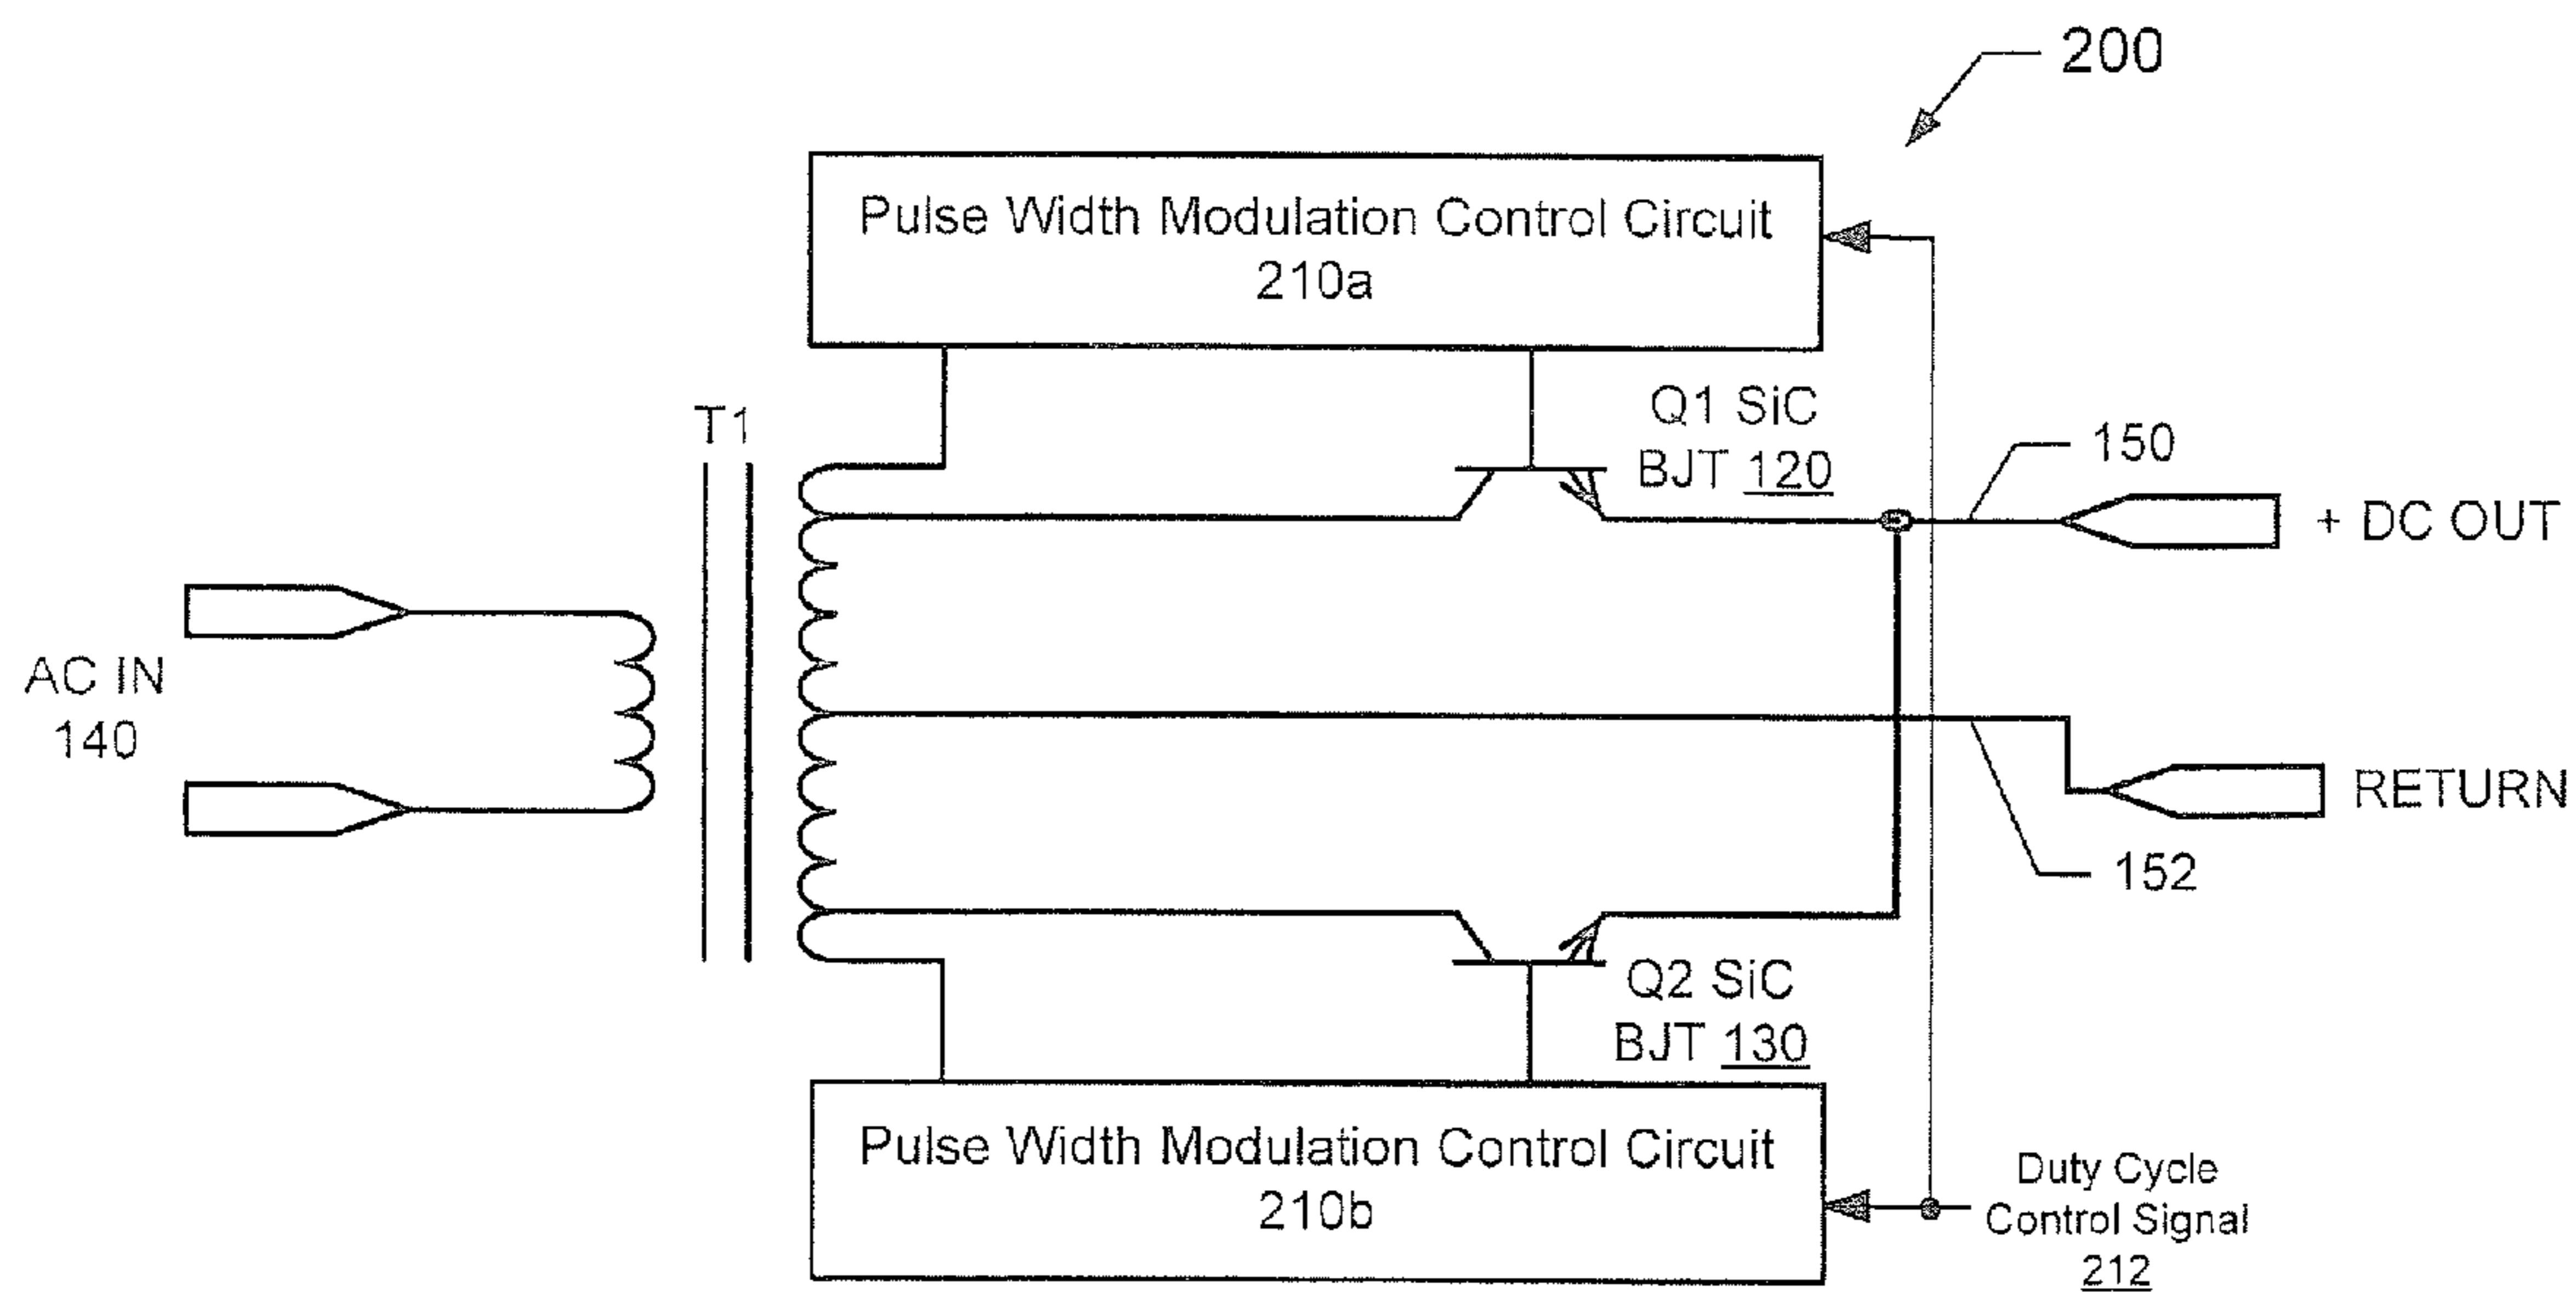 200
Pulse Width Modulation Control Circuit
210a
T1
Q1 SiC
BJT 120
150
+ DC OUT
AC IN
140
RETURN
152
Q2 SiC
BJT 130
Pulse Width Modulation Control Circuit
210b
Duty Cycle
Control Signal
212